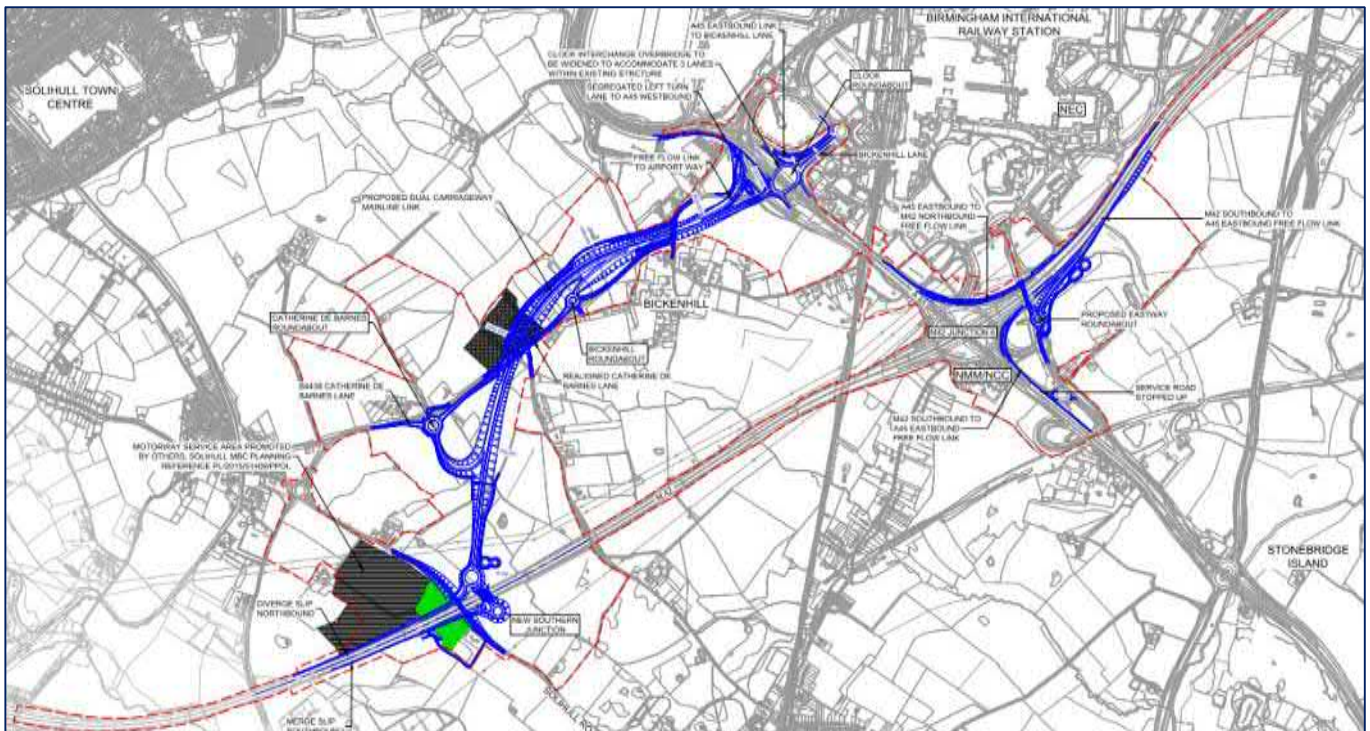 BIRMINGHAM INTERNATIONAL
RAILWAY STATION
A45 EASTBOUND LINK
TO BICKENHILL LANE
CLOCK INTERCHANGE OVERBRIDGE TO
BE WIDENED TO ACCOMMODATE 3 LANES
WITHIN EXISTING STRCTURE
CLOCK
ROUNDABOUT
SEGREGATED LEFT TURN
LANE TO A45 WESTBOUND
SOLIHULL TOWN
CENTRE
NEC
FREE FLOW LINK
TO AIRPORT WAY
BICKENHILL LANE
PROPOSED DUAL CARRIAGEWAY
MAINLINE LINK
A45 EASTBOUND TO
M42 NORTHBOUND
FREE FLOW LINK
M42 SOUTHBOUND TO
A45 EASTBOUND FREE FLOW LINK
BICKENHILL
CATHERINE DE BARNES
ROUNDABOUT
PROPOSED EASTWAY
ROUNDABOUT
M42 JUNCTION 6
BICKENHILL
ROUNDABOUT
NMM/NCC
REALIGNED CATHERINE DE
BARNES LANE
B4438 CATHERINE DE
BARNES LANE
SERVICE ROAD
STOPPED UP
M42 SOUTHBOUND TO
A45 EASTBOUND
FREE FLOW LINK
MOTORWAY SERVICE AREA PROMOTED
BY OTHERS, SOLIHULL MBC PLANNING
REFERENCE
M42
STONEBRIDGE
ISLAND
DIVERGE SLIP
NORTHBOUND
NEW SOUTHERN
JUNCTION
SOLIHULL
MERGE SLIP
SOUTHBOUND